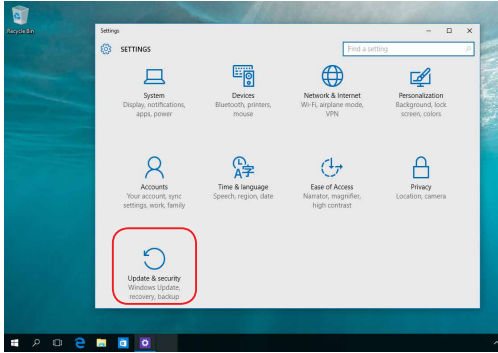 Recycle Bin
Settings
SETTINGS
Find a setting
System
Display, notifications,
apps, power
Devices
Bluetooth, printers,
mouse
Network & Internet
Wi-Fi, airplane mode,
VPN
Personalization
Background, lock
screen, colors
Accounts
Your account, sync
settings, work, family
Time & language
Speech, region, date
Ease of Access
Narrator, magnifier,
high contrast
Privacy
Location, camera
Update & security
Windows Update,
recovery, backup